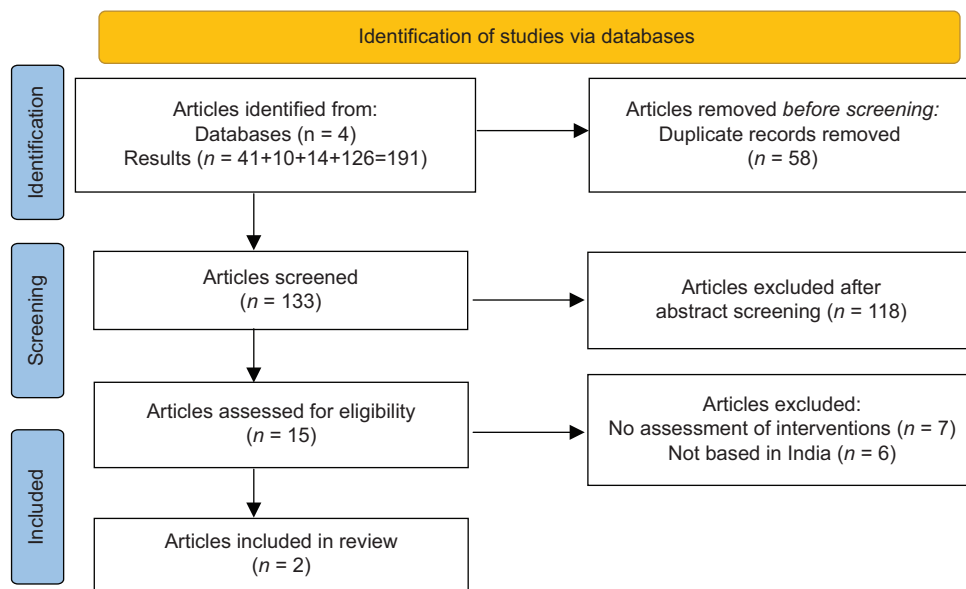 Identification of studies via databases
Identification
Articles identified from:
Databases (n = 4)
Results (n = 41+10+14+126=191)
Articles removed before screening:
Duplicate records removed
(n = 58)
Screening
Articles screened
(n = 133)
Articles excluded after
abstract screening (n = 118)
Articles assessed for eligibility
(n = 15)
Articles excluded:
No assessment of interventions (n = 7)
Not based in India (n = 6)
Included
Articles included in review
(n = 2)